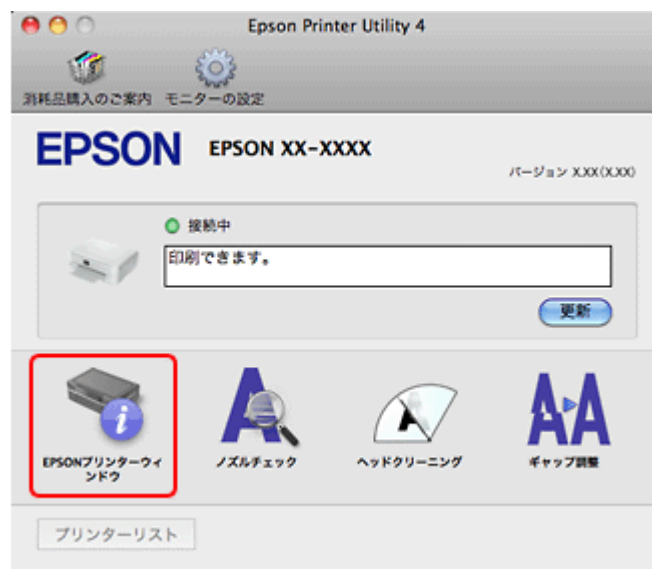 Epson Printer Utility 4
消耗品購入のご案内 モニターの設定
EPSON EPSON XX-XXXX
バージョン X.XX(X.XX)
接続中
印刷できます。
更新
EPSONプリンターウィ
ンドウ
ノズルチェック
ヘッドクリーニング
ギャップ調整
プリンターリスト